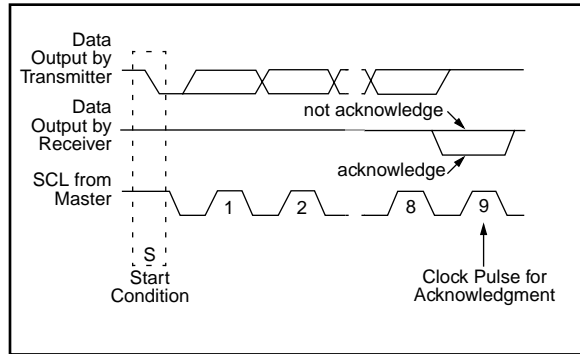 Data
Output by
Transmitter
Data
Output by
Receiver
not acknowledge
acknowledge
SCL from
Master
1
2
8
9
S
Start
Condition
Clock Pulse for
Acknowledgment